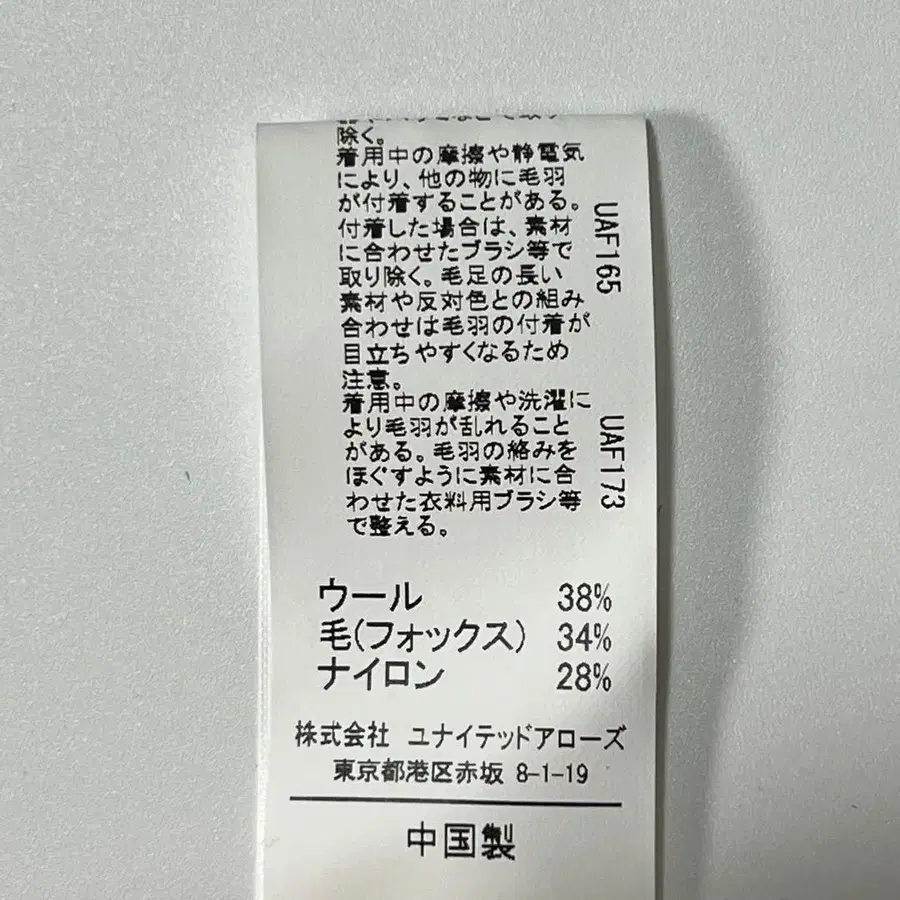 除く。
着用中の摩擦や静電気
により、他の物に毛羽
が付着することがある。
付着した場合は、素材
に合わせたブラシ等で
取り除く。毛足の長い
素材や反対色との組み
合わせは毛羽の付着が
目立ちやすくなるため
注意。
UAF165
着用中の摩擦や洗濯に
より毛羽が乱れること
がある。毛羽の絡みを
ほぐすように素材に合
わせた衣料用ブラシ等
で整える。
UAF173
ウール 38%
毛(フォックス) 34%
ナイロン 28%
株式会社 ユナイテッドアローズ
東京都港区赤坂 8-1-19
中国製